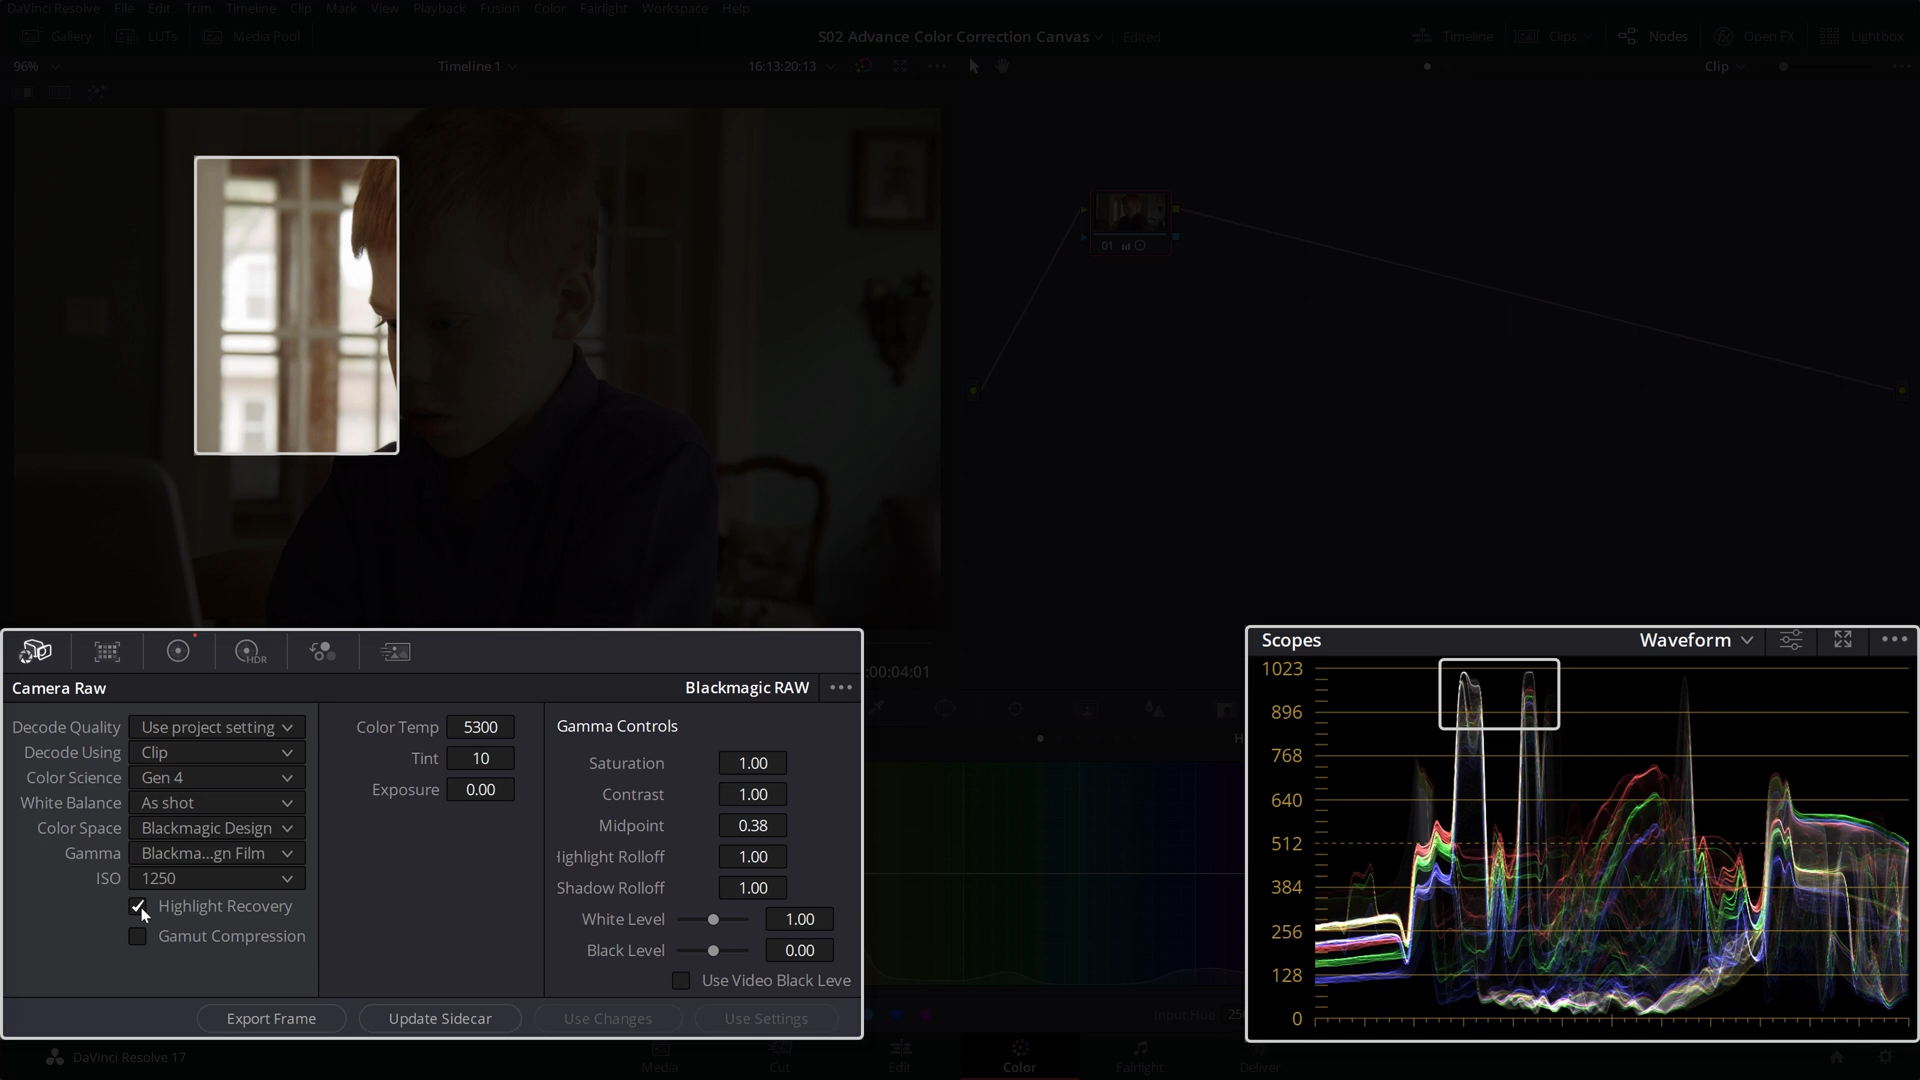 DaVinci Resolve File Edit Trim Timeline Clip Mark View Playback Fusion Color Fairlight Workspace Help
Gallery LUTs Media Pool S02 Advance Color Correction Canvas Edited Timeline Clips Nodes Open FX Lightbox
96% Timeline 1 16:13:20:13 Clip
01
:00:04:01
Camera Raw Blackmagic RAW
HDR
Decode Quality Use project setting
Decode Using Clip
Color Science Gen 4
White Balance As shot
Color Space Blackmagic Design
Gamma Blackma...gn Film
ISO 1250
Highlight Recovery
Gamut Compression
Color Temp 5300
Tint 10
Exposure 0.00
Gamma Controls
Saturation 1.00
Contrast 1.00
Midpoint 0.38
Highlight Rolloff 1.00
Shadow Rolloff 1.00
White Level 1.00
Black Level 0.00
Use Video Black Leve
Export Frame Update Sidecar Use Changes Use Settings
Input Hue
Scopes Waveform
1023
896
768
640
512
384
256
128
0
DaVinci Resolve 17 Media Cut Edit Color Fairlight Deliver